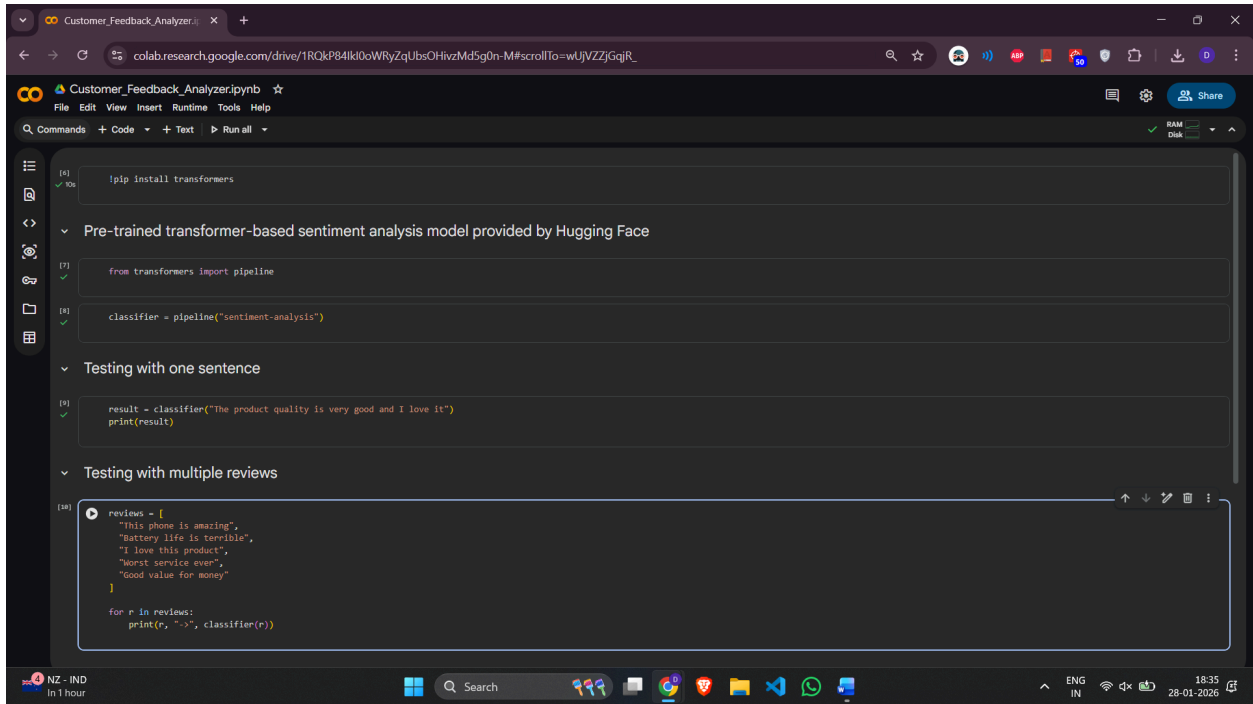 Customer_Feedback_Analyzer.ip
colab.research.google.com/drive/1RQkP84lkI0oWRyZqUbsOHivzMd5g0n-M#scrollTo=wUjVZZjGqjR_
ABP
50
D
Customer_Feedback_Analyzer.ipynb
File Edit View Insert Runtime Tools Help
Share
Commands + Code + Text Run all
RAM
Disk
[6]
10s
!pip install transformers
Pre-trained transformer-based sentiment analysis model provided by Hugging Face
[7]
from transformers import pipeline
[8]
classifier = pipeline("sentiment-analysis")
Testing with one sentence
[9]
result = classifier("The product quality is very good and I love it")
print(result)
Testing with multiple reviews
[10]
reviews = [
"This phone is amazing",
"Battery life is terrible",
"I love this product",
"Worst service ever",
"Good value for money"
]
for r in reviews:
print(r, "->", classifier(r))
4
NZ - IND
In 1 hour
Search
D
ENG
IN
18:35
28-01-2026